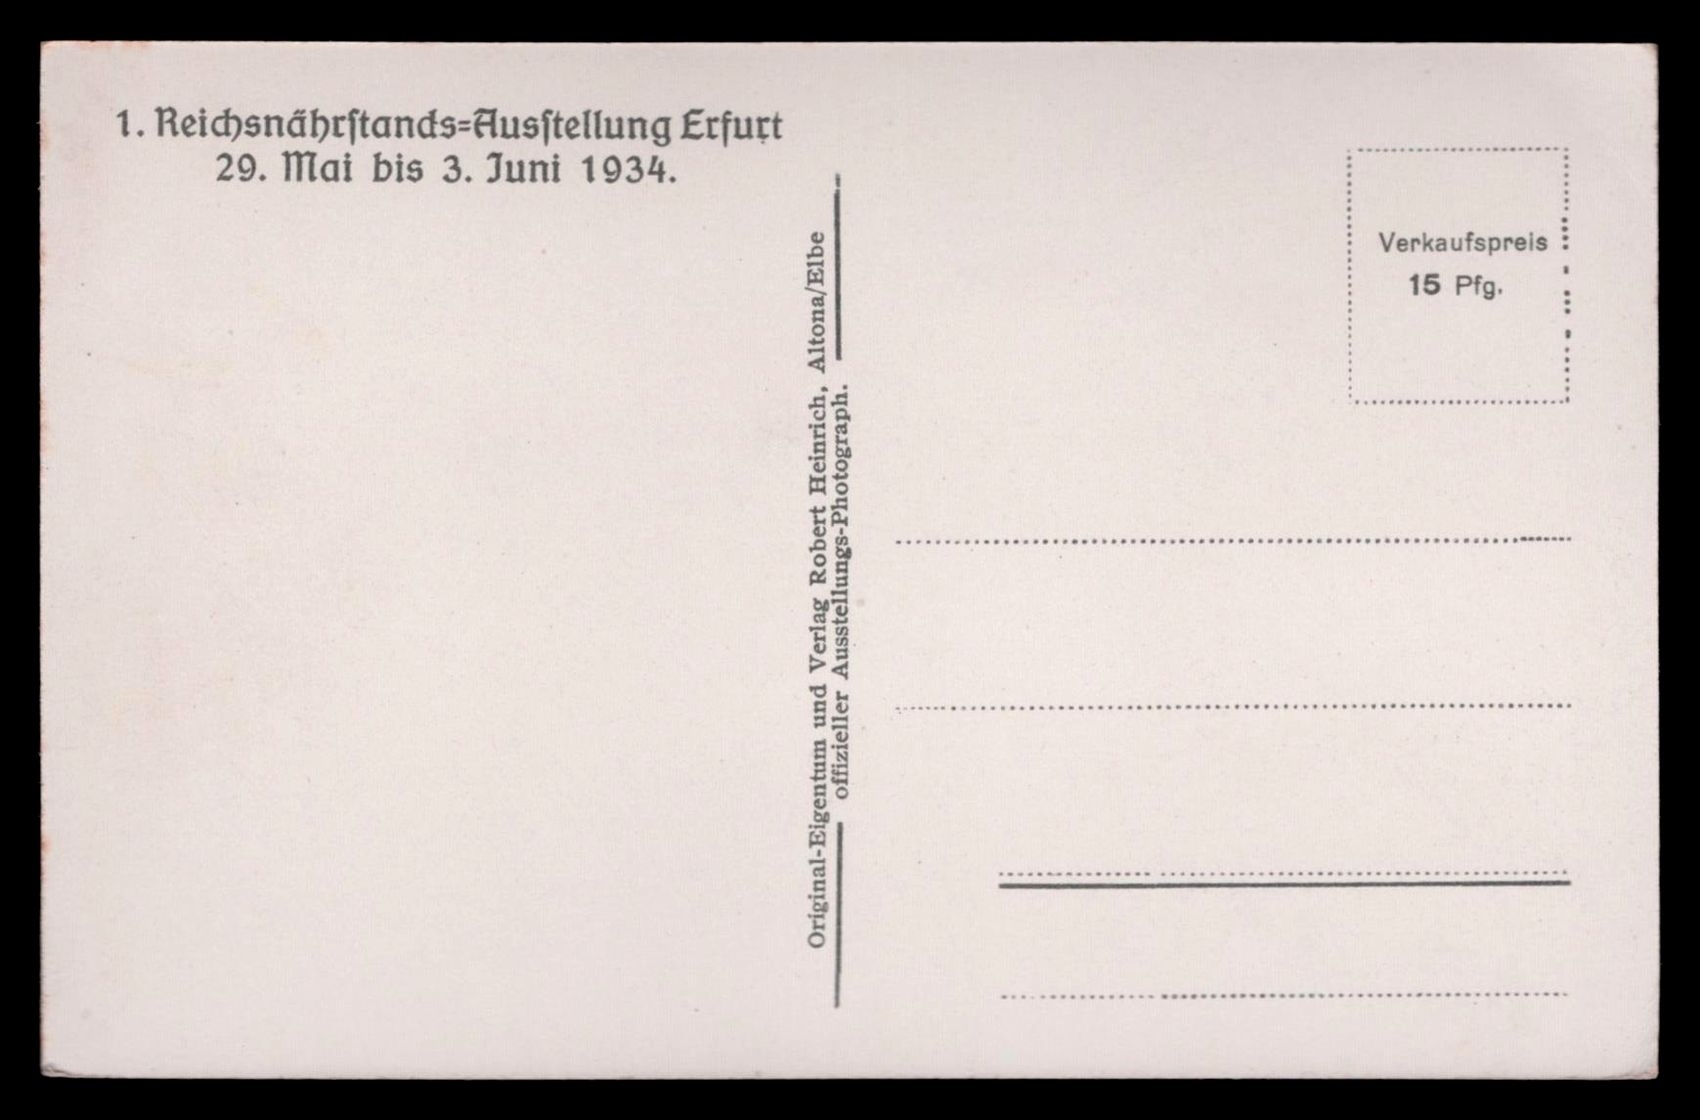 1. Reichsnährſtands=Ausſtellung Erfurt
29. Mai bis 3. Juni 1934.
Original-Eigentum und Verlag Robert Heinrich, Altona/Elbe
offizieller Ausstellungs-Photograph.
Verkaufspreis
15 Pfg.